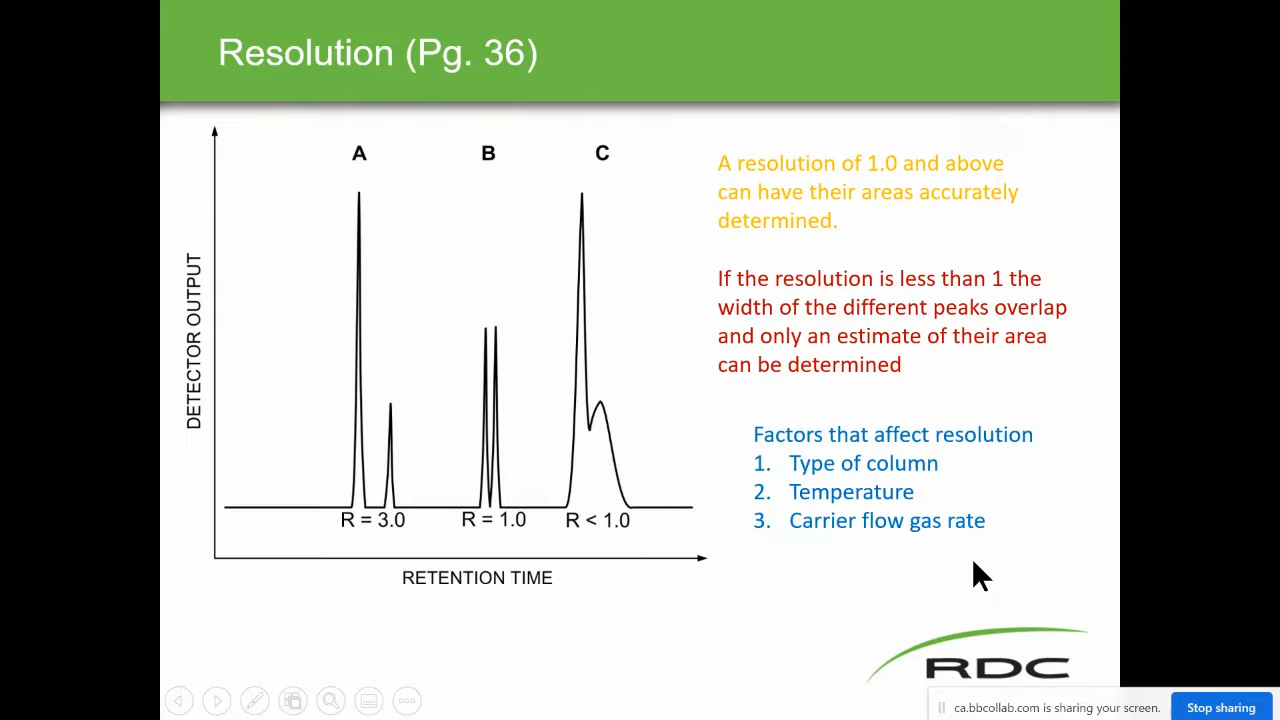 Resolution (Pg. 36)
A
B
C
DETECTOR OUTPUT
R = 3.0
R = 1.0
R < 1.0
RETENTION TIME
A resolution of 1.0 and above
can have their areas accurately
determined.
If the resolution is less than 1 the
width of the different peaks overlap
and only an estimate of their area
can be determined
Factors that affect resolution
1. Type of column
2. Temperature
3. Carrier flow gas rate
RDC
ca.bbcollab.com is sharing your screen.
Stop sharing